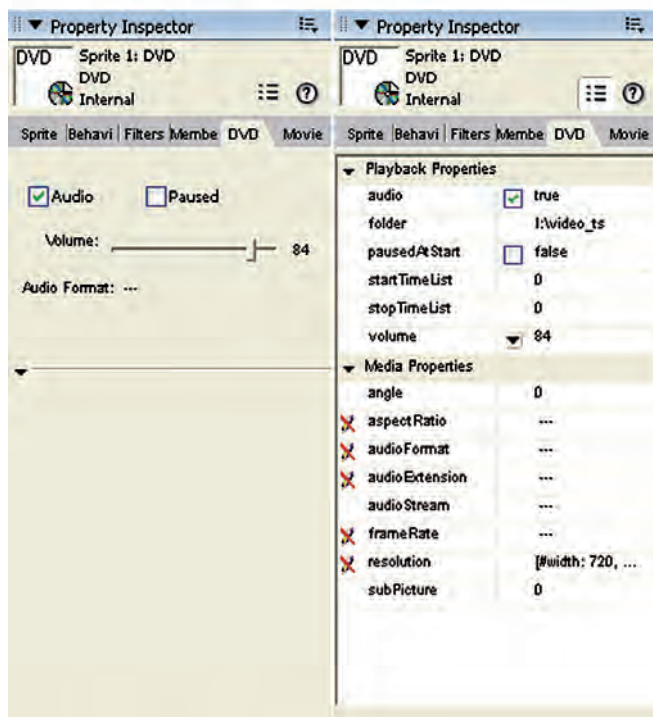 Property Inspector
DVD
Sprite 1: DVD
DVD
Internal
Sprite Behavi Filters Membe DVD Movie
Audio Paused
Volume: 84
Audio Format: ---
Property Inspector
DVD
Sprite 1: DVD
DVD
Internal
Sprite Behavi Filters Membe DVD Movie
Playback Properties
audio true
folder I:\video_ts
pausedAtStart false
startTimeList 0
stopTimeList 0
volume 84
Media Properties
angle 0
aspectRatio ---
audioFormat ---
audioExtension ---
audioStream ---
frameRate ---
resolution [#width: 720, ...
subPicture 0